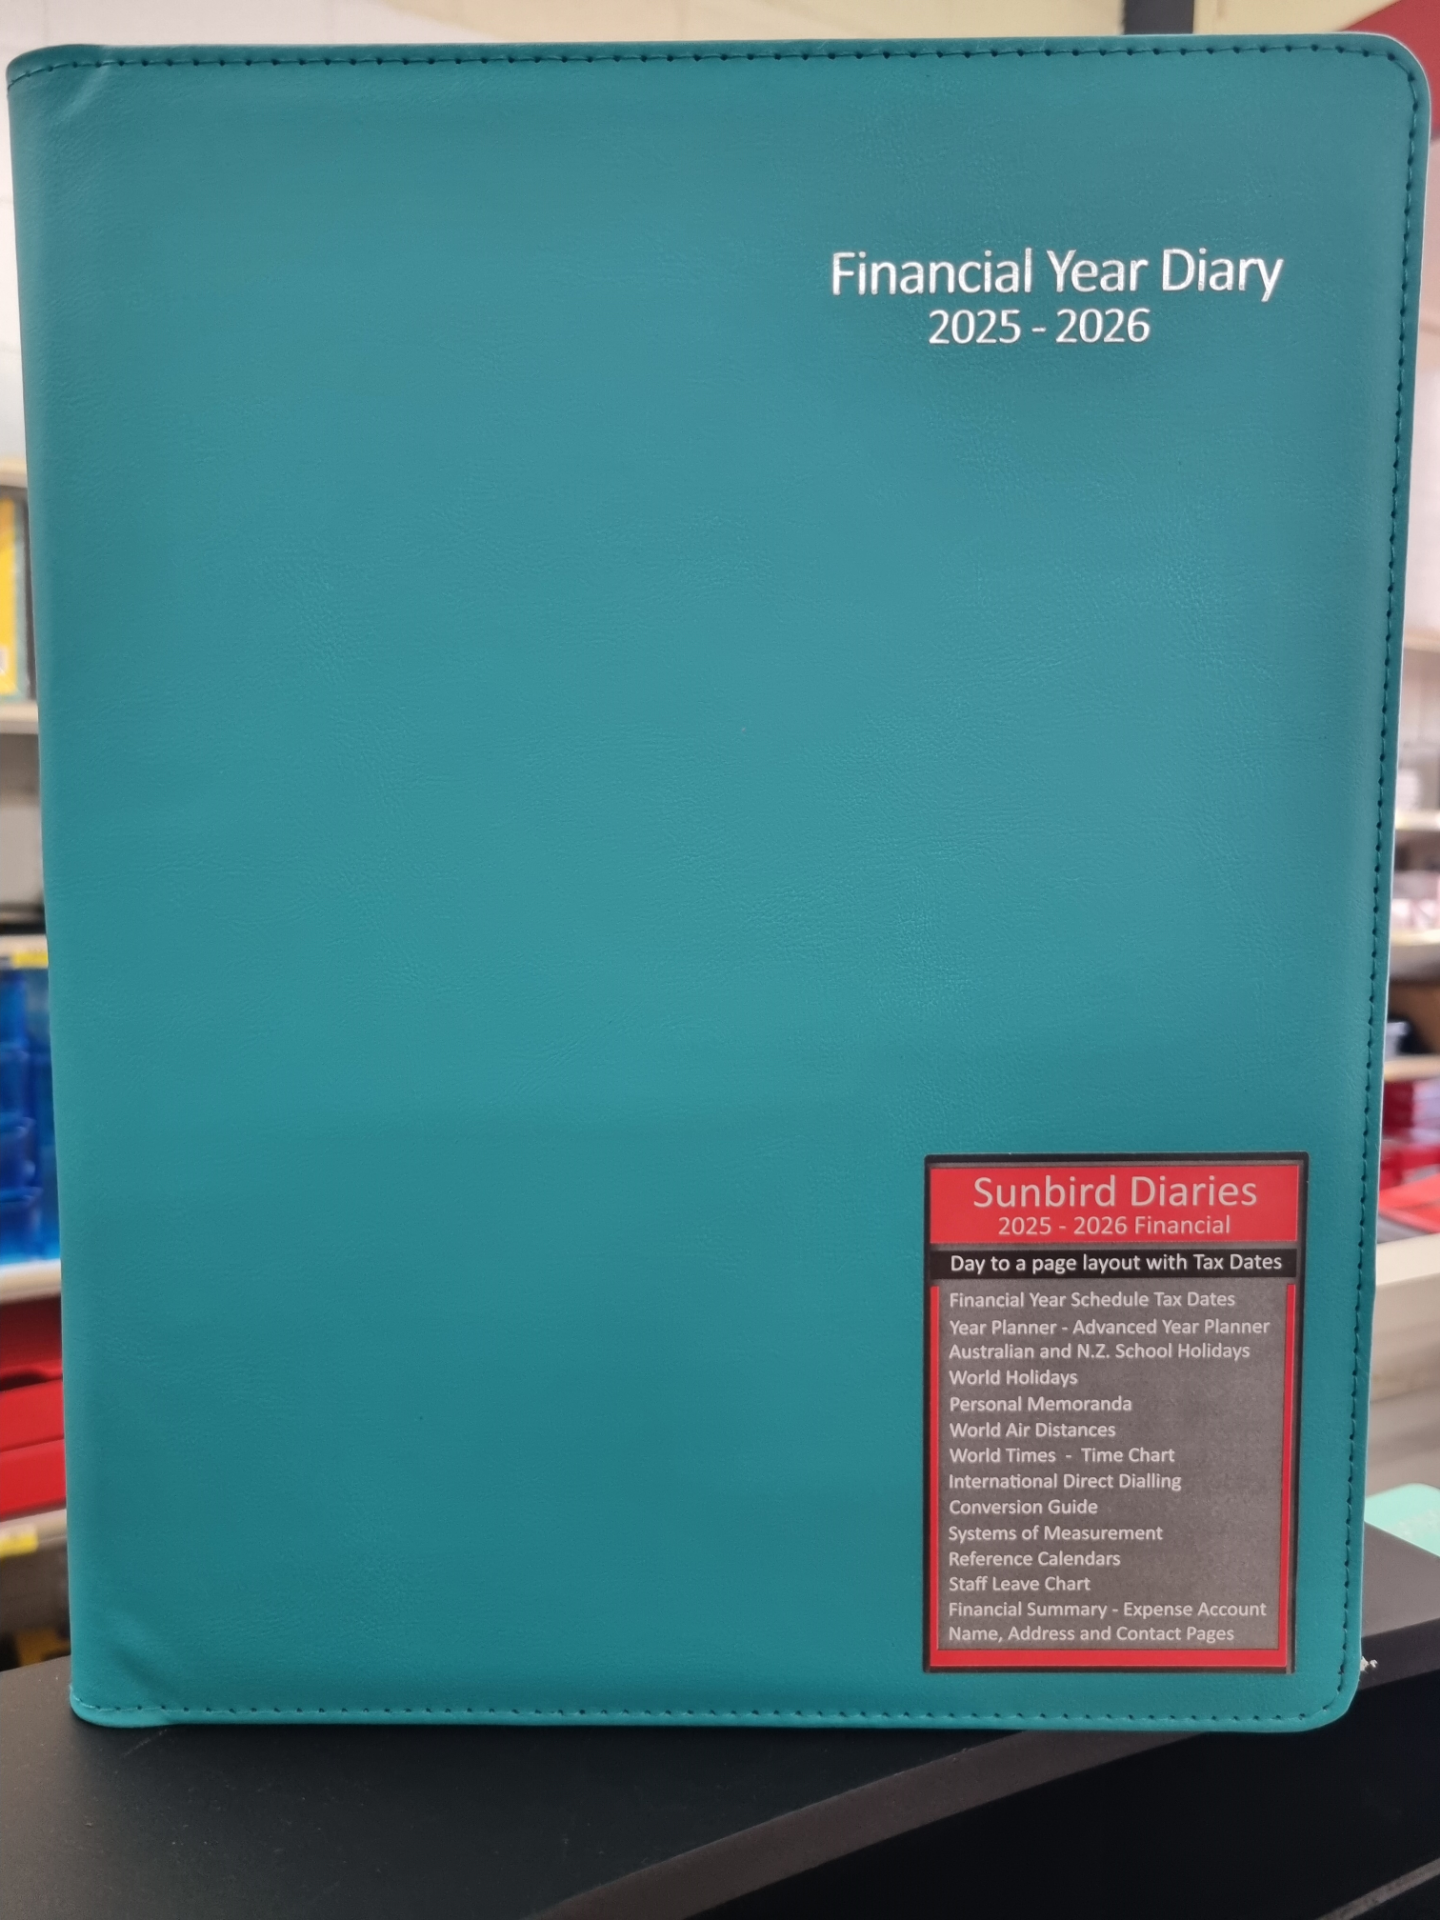 Financial Year Diary
2025 - 2026
Sunbird Diaries
2025 - 2026 Financial
Day to a page layout with Tax Dates
Financial Year Schedule Tax Dates
Year Planner - Advanced Year Planner
Australian and N.Z. School Holidays
World Holidays
Personal Memoranda
World Air Distances
World Times - Time Chart
International Direct Dialling
Conversion Guide
Systems of Measurement
Reference Calendars
Staff Leave Chart
Financial Summary - Expense Account
Name, Address and Contact Pages